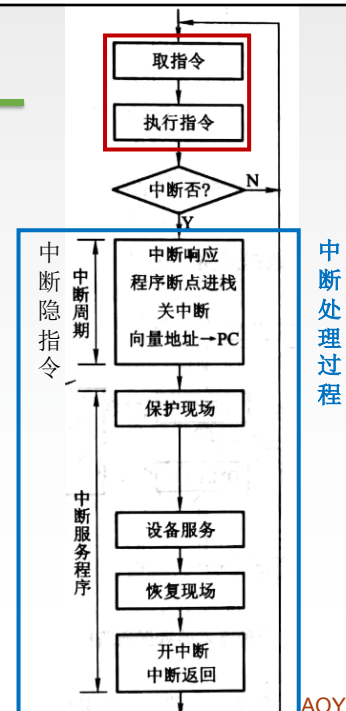 取指令
执行指令
中断否?
N
Y
中断隐指令
中断周期
中断响应
程序断点进栈
关中断
向量地址→PC
中断处理过程
中断服务程序
保护现场
设备服务
恢复现场
开中断
中断返回
AOY